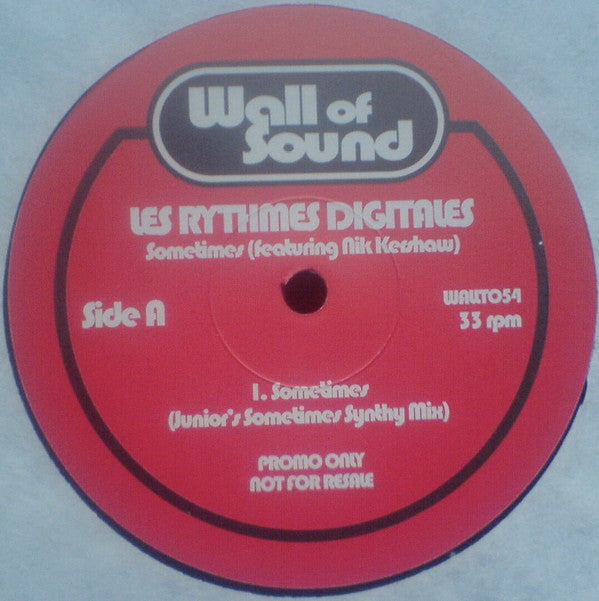 Wall of
Sound
LES RYTHMES DIGITALES
Sometimes (featuring Nik Kershaw)
Side A
WALLT054
33 rpm
1. Sometimes
(Junior's Sometimes Synthy Mix)
PROMO ONLY
NOT FOR RESALE